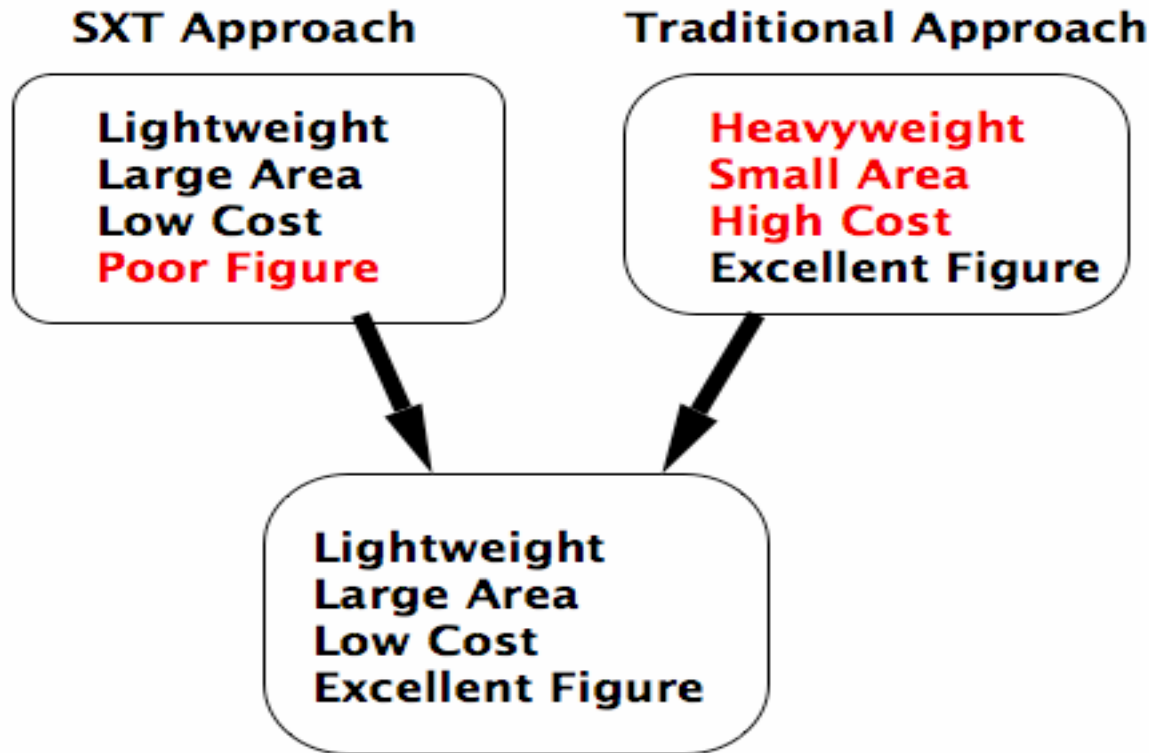 SXT Approach
Lightweight
Large Area
Low Cost
Poor Figure
Traditional Approach
Heavyweight
Small Area
High Cost
Excellent Figure
Lightweight
Large Area
Low Cost
Excellent Figure